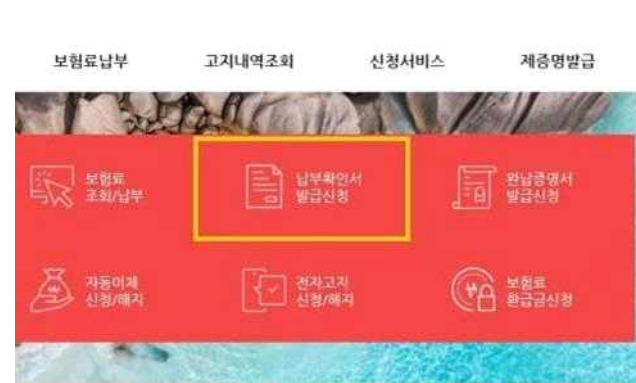 보험료납부 고지내역조회 신청서비스 제증명발급
보험료 납부확인서 완납증명서
조회/납부 발급신청 발급신청
자동이체 전자고지 보험료
신청/해지 신청/해지 환급금신청